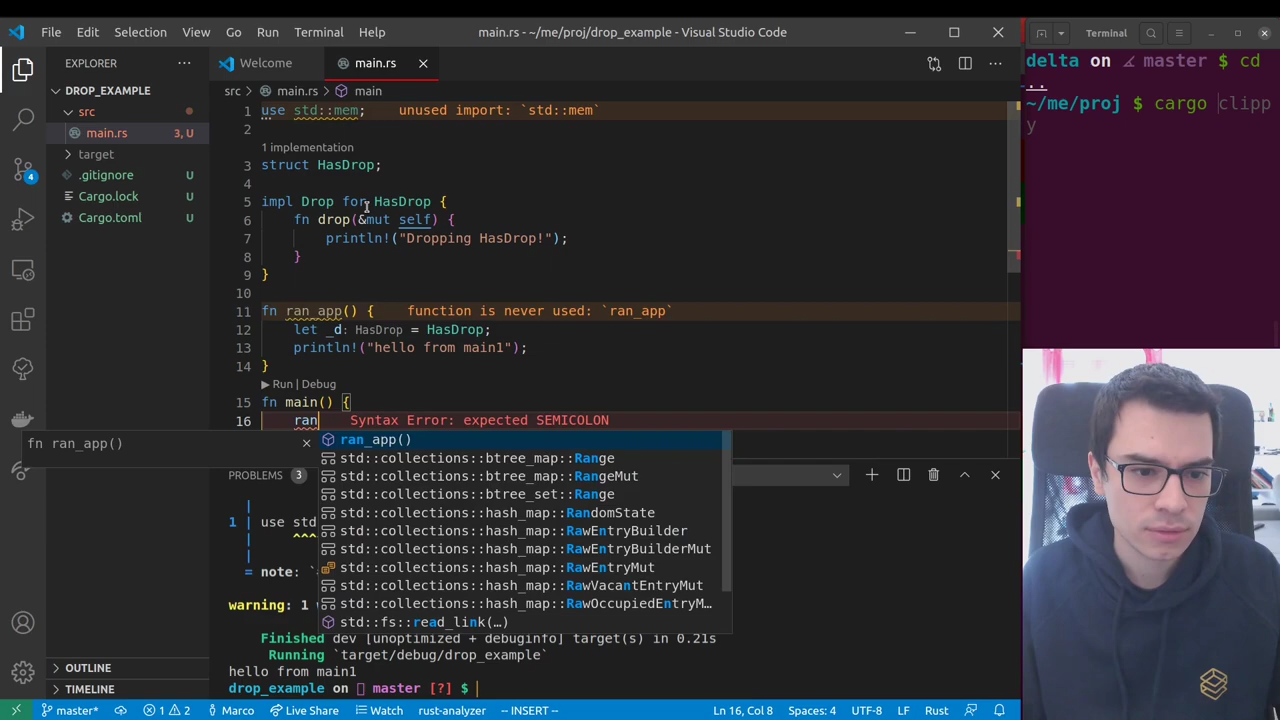 File Edit Selection View Go Run Terminal Help
main.rs - ~/me/proj/drop_example - Visual Studio Code
Terminal
EXPLORER
Welcome
main.rs
DROP_EXAMPLE
src
main.rs 3, U
target
.gitignore U
Cargo.lock U
Cargo.toml U
4
src > main.rs > main
1 use std::mem; unused import: `std::mem`
2
1 implementation
3 struct HasDrop;
4
5 impl Drop for HasDrop {
6 fn drop(&mut self) {
7 println!("Dropping HasDrop!");
8 }
9 }
10
11 fn ran_app() { function is never used: `ran_app`
12 let _d: HasDrop = HasDrop;
13 println!("hello from main1");
14 }
▶ Run | Debug
15 fn main() {
16 ran Syntax Error: expected SEMICOLON
fn ran_app()
ran_app()
std::collections::btree_map::Range
std::collections::btree_map::RangeMut
std::collections::btree_set::Range
std::collections::hash_map::RandomState
std::collections::hash_map::RawEntryBuilder
std::collections::hash_map::RawEntryBuilderMut
std::collections::hash_map::RawEntryMut
std::collections::hash_map::RawVacantEntryMut
std::collections::hash_map::RawOccupiedEntryM…
std::fs::read_link(…)
PROBLEMS 3
|
1 | use std
| ^^^^
|
= note: `
warning: 1
Finished dev [unoptimized + debuginfo] target(s) in 0.21s
Running `target/debug/drop_example`
hello from main1
drop_example on master [?] $
OUTLINE
TIMELINE
master* 1 2 Marco Live Share Watch rust-analyzer -- INSERT -- Ln 16, Col 8 Spaces: 4 UTF-8 LF Rust
delta on master $ cd
..
~/me/proj $ cargo clipp
y